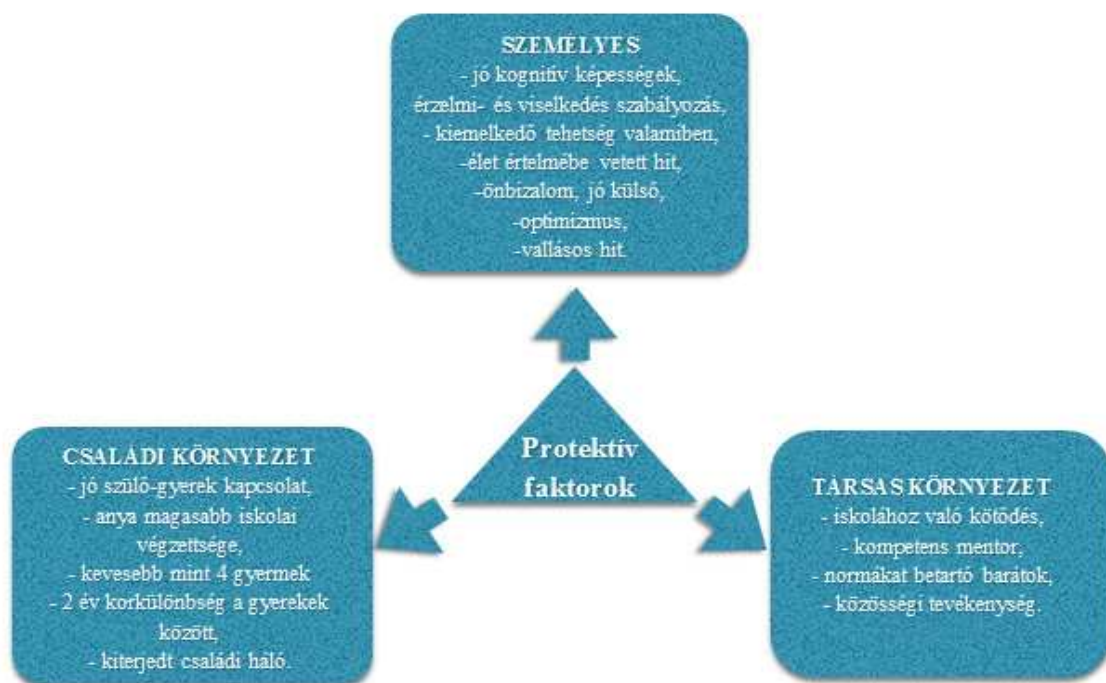 SZEMÉLYES
- jó kognitív képességek,
érzelmi- és viselkedés szabályozás,
- kiemelkedő tehetség valamiben,
-élet értelmébe vetett hit,
-önbizalom, jó külső,
-optimizmus,
-vallásos hit.
Protektív
faktorok
CSALÁDI KÖRNYEZET
- jó szülő-gyerek kapcsolat,
- anya magasabb iskolai
végzettsége,
- kevesebb mint 4 gyermek
- 2 év korkülönbség a gyerekek
között,
- kiterjedt családi háló.
TÁRSAS KÖRNYEZET
- iskolához való kötődés,
- kompetens mentor,
- normákat betartó barátok,
- közösségi tevékenység.